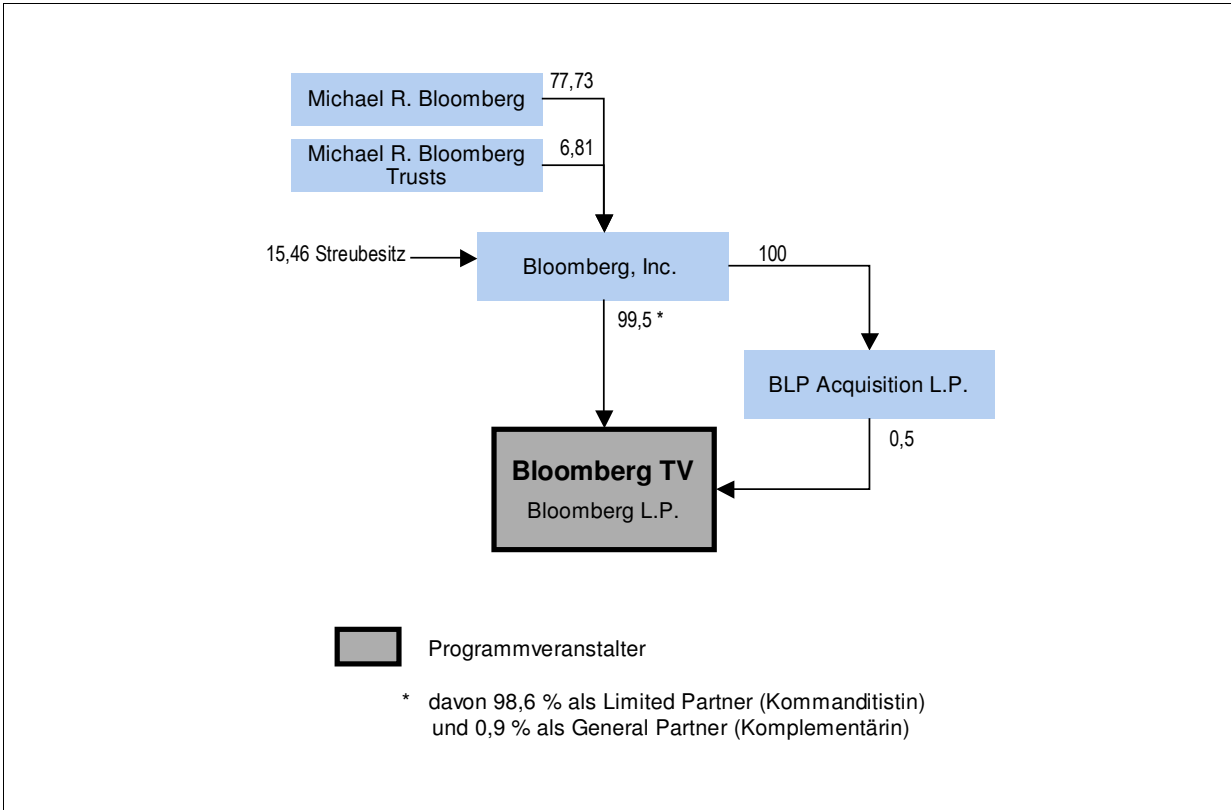 77,73
Michael R. Bloomberg
6,81
Michael R. Bloomberg
Trusts
15,46 Streubesitz
Bloomberg, Inc.
100
99,5 *
BLP Acquisition L.P.
0,5
Bloomberg TV
Bloomberg L.P.
Programmveranstalter
* davon 98,6 % als Limited Partner (Kommanditistin)
und 0,9 % als General Partner (Komplementärin)